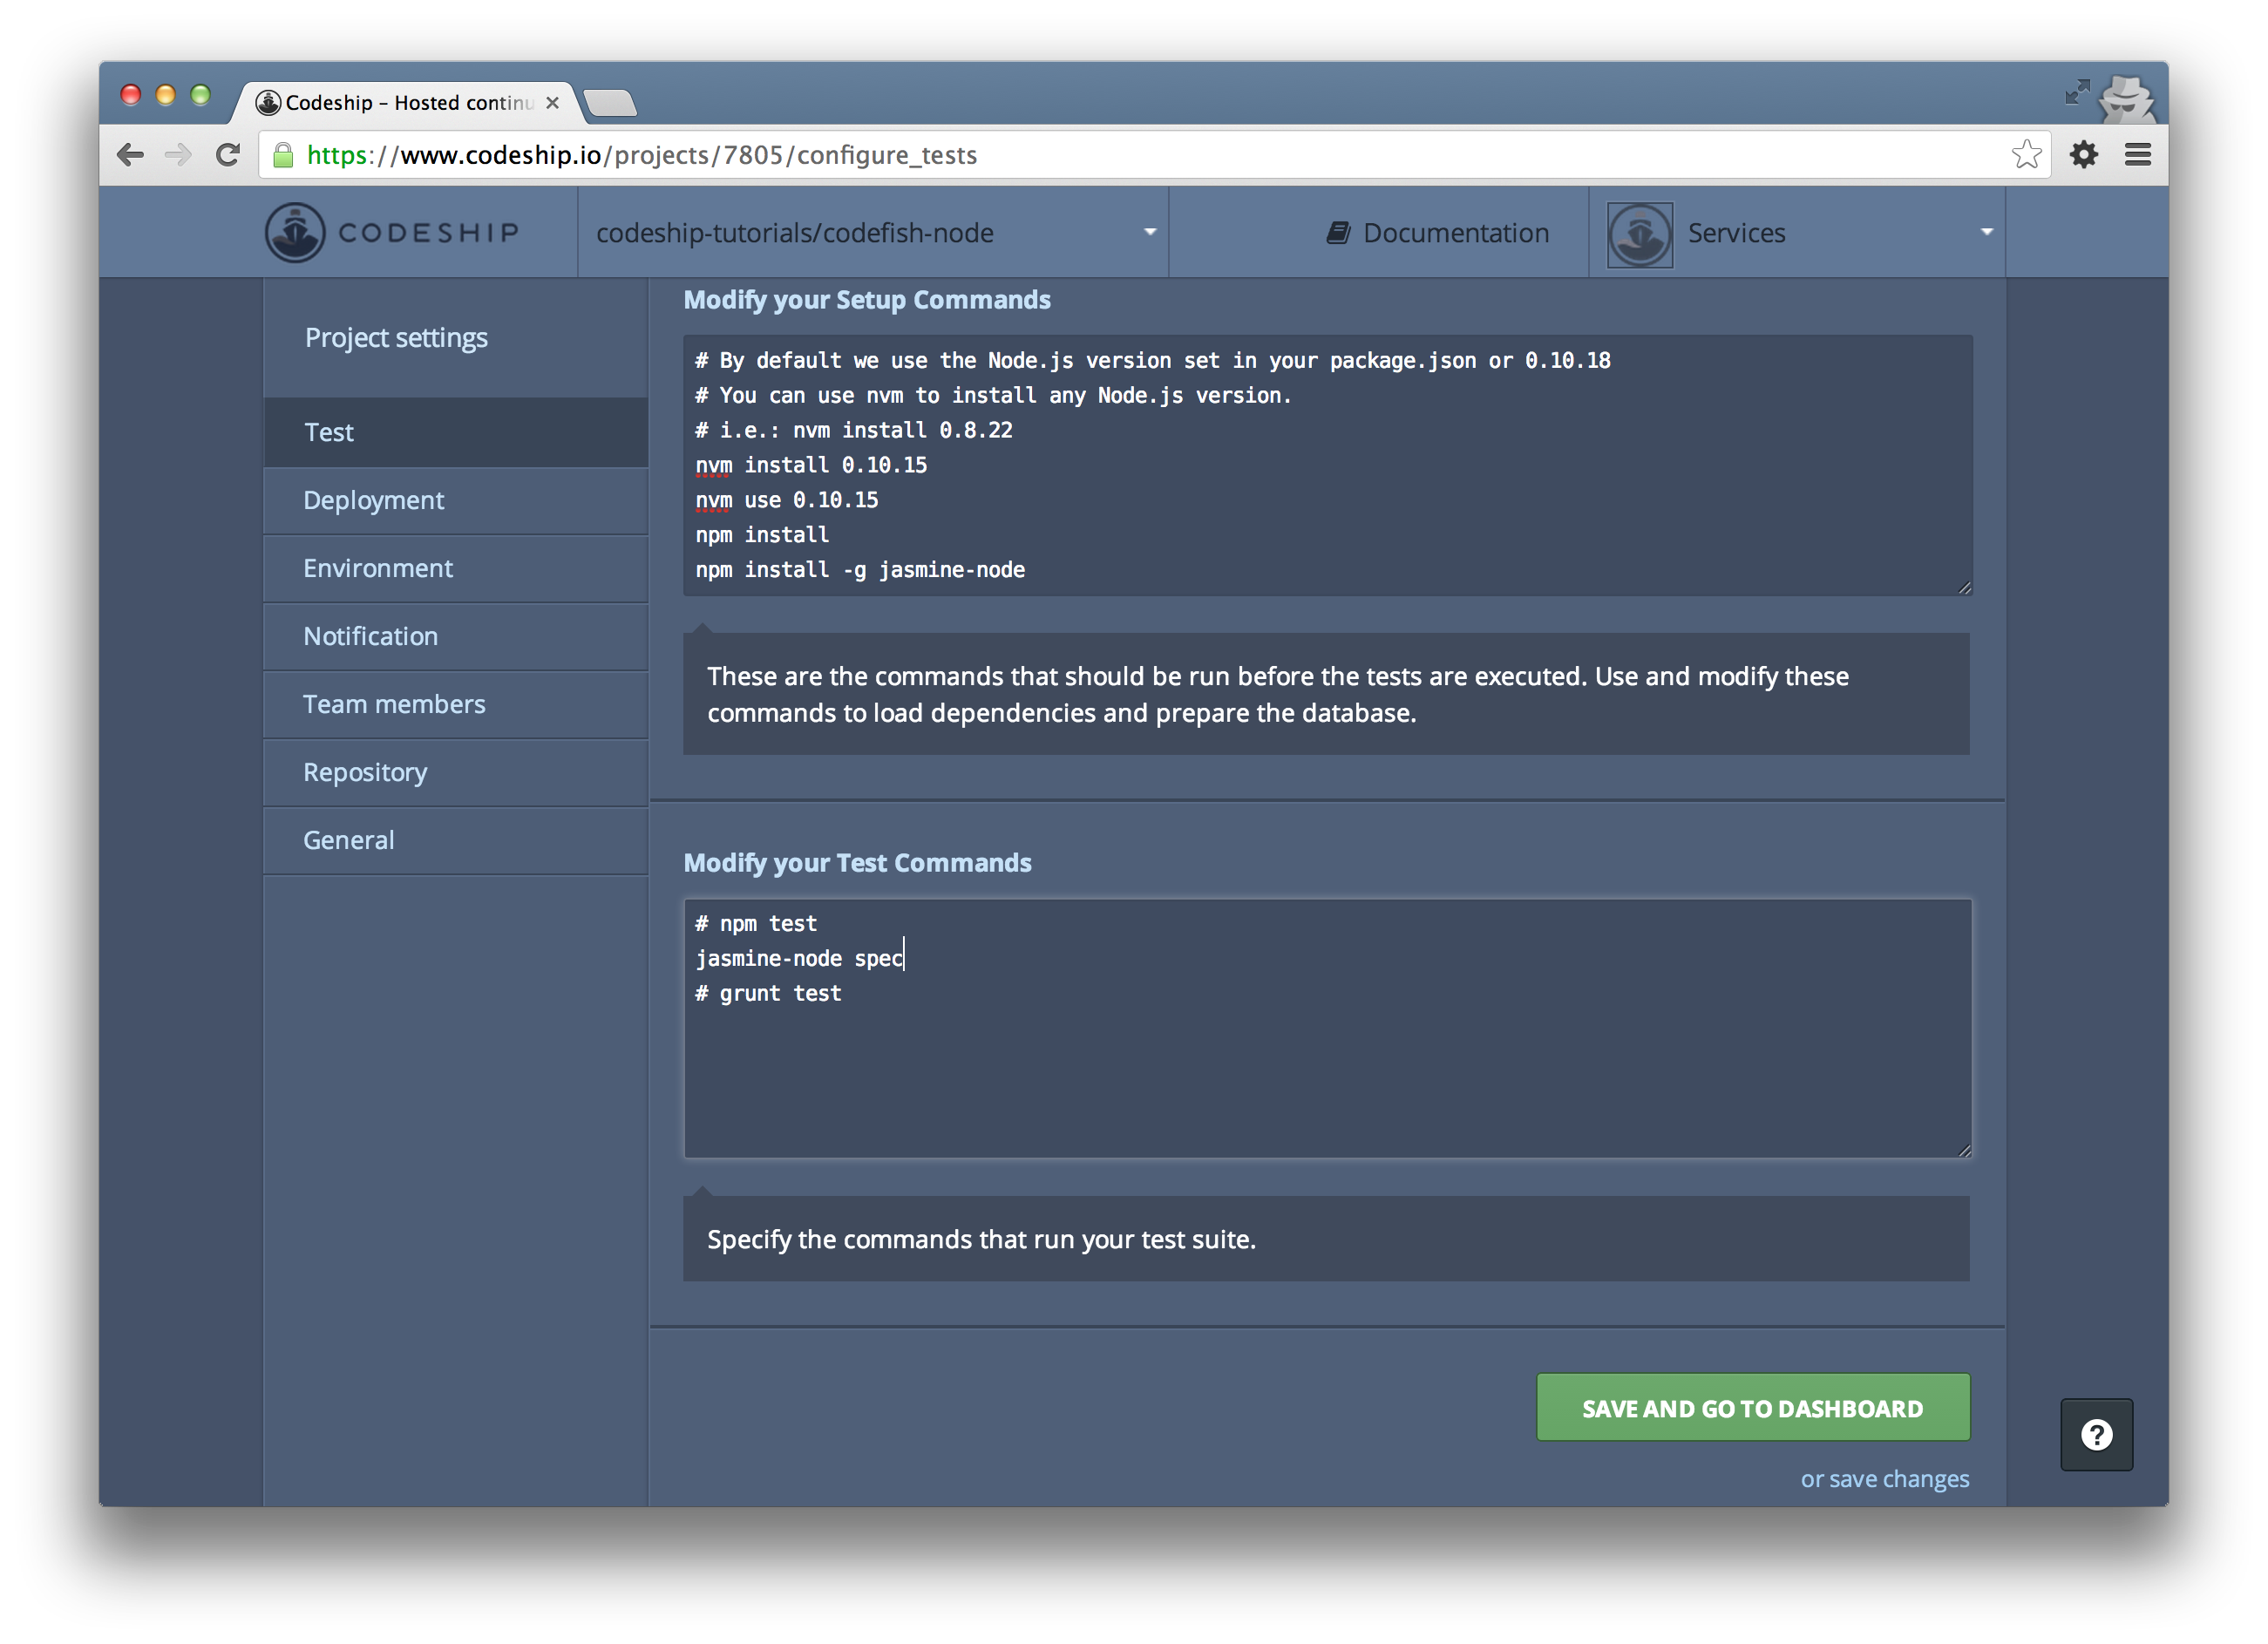 Codeship – Hosted continu
https://www.codeship.io/projects/7805/configure_tests
CODESHIP
codeship-tutorials/codefish-node
Documentation
Services
Project settings
Test
Deployment
Environment
Notification
Team members
Repository
General
Modify your Setup Commands
# By default we use the Node.js version set in your package.json or 0.10.18
# You can use nvm to install any Node.js version.
# i.e.: nvm install 0.8.22
nvm install 0.10.15
nvm use 0.10.15
npm install
npm install -g jasmine-node
These are the commands that should be run before the tests are executed. Use and modify these
commands to load dependencies and prepare the database.
Modify your Test Commands
# npm test
jasmine-node spec
# grunt test
Specify the commands that run your test suite.
SAVE AND GO TO DASHBOARD
or save changes
?